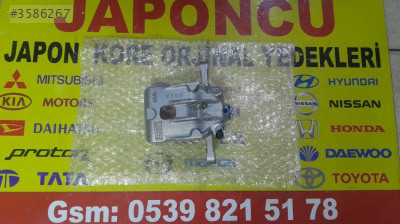 #3586267
JAPONCU
JAPON KORE ORJİNAL YEDEKLERİ
MITSUBISHI HYUNDAI
KIA MOTORS NISSAN
DAIHATSU HONDA
proton DAEWOO
TATA TOYOTA
Gsm: 0539 821 51 78